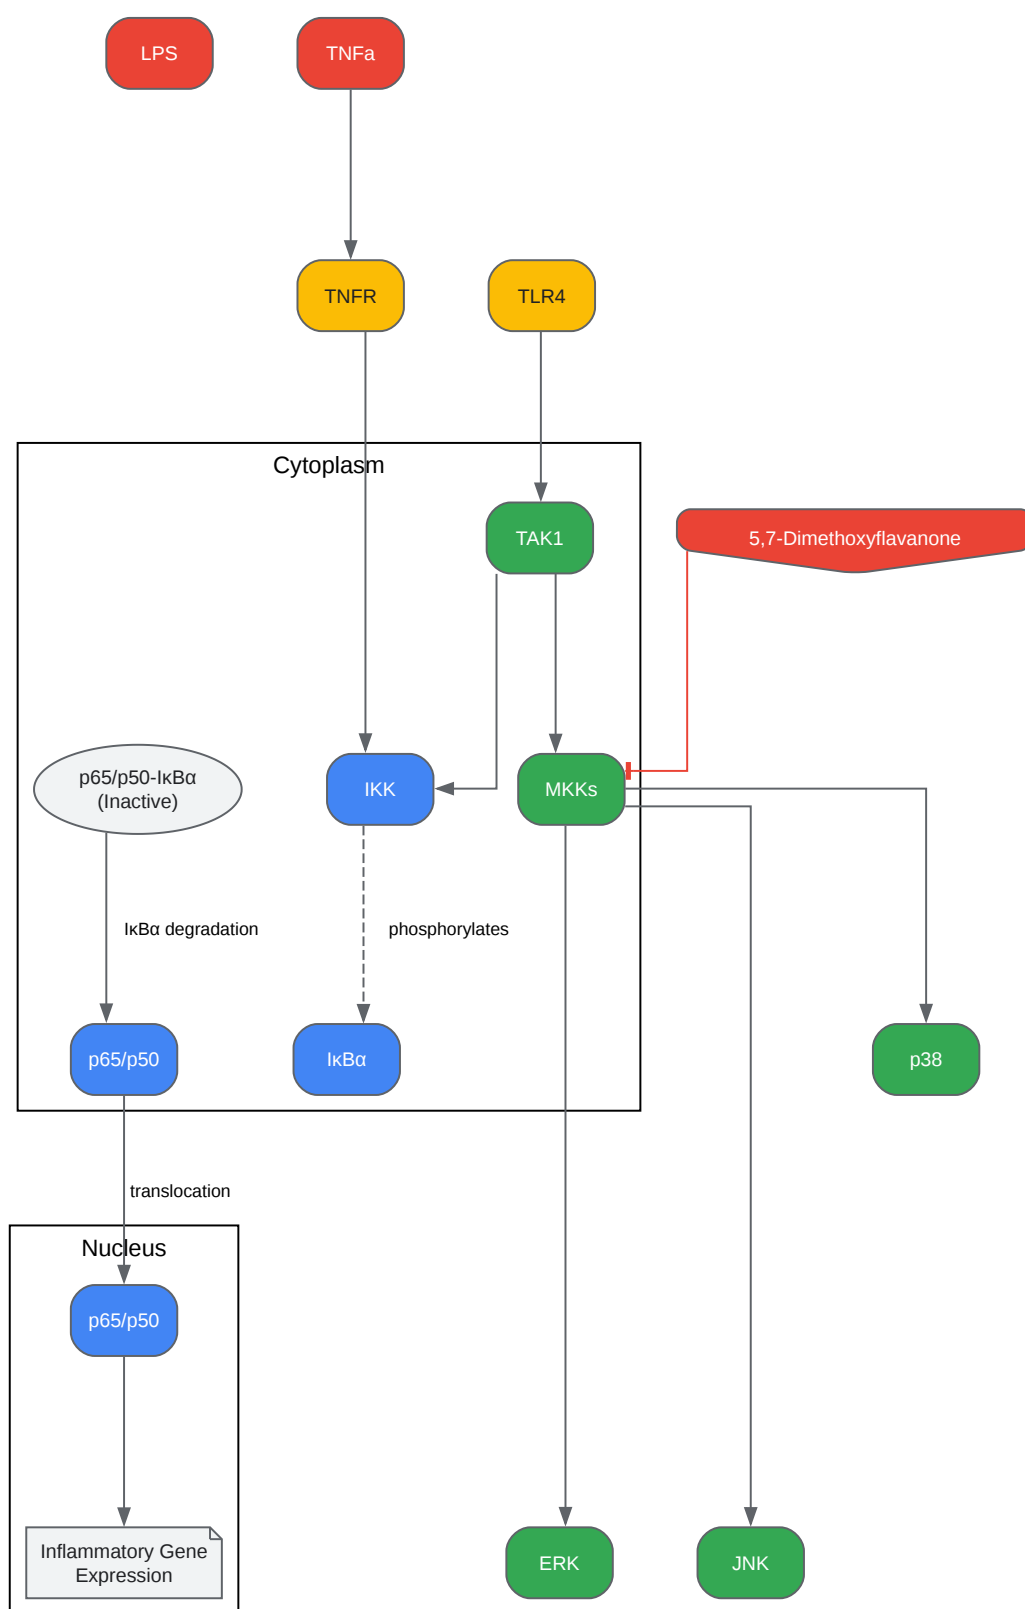 LPS
TNFa
TNFR
TLR4
Cytoplasm
TAK1
5,7-Dimethoxyflavanone
p65/p50-IκBα
(Inactive)
IKK
MKKs
IκBα degradation
phosphorylates
p65/p50
IκBα
p38
translocation
Nucleus
p65/p50
Inflammatory Gene
Expression
ERK
JNK